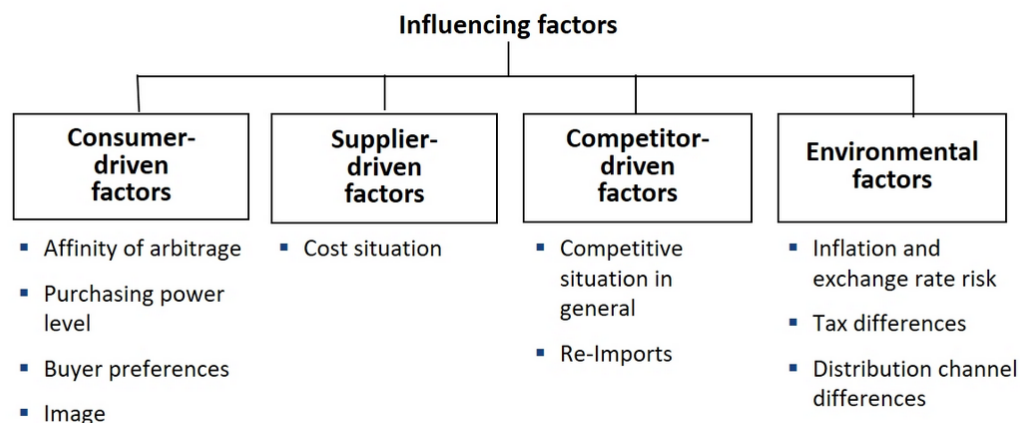 Influencing factors
Consumer-
driven
factors
Affinity of arbitrage
Purchasing power
level
Buyer preferences
Image
Supplier-
driven
factors
Cost situation
Competitor-
driven
factors
Competitive
situation in
general
Re-Imports
Environmental
factors
Inflation and
exchange rate risk
Tax differences
Distribution channel
differences